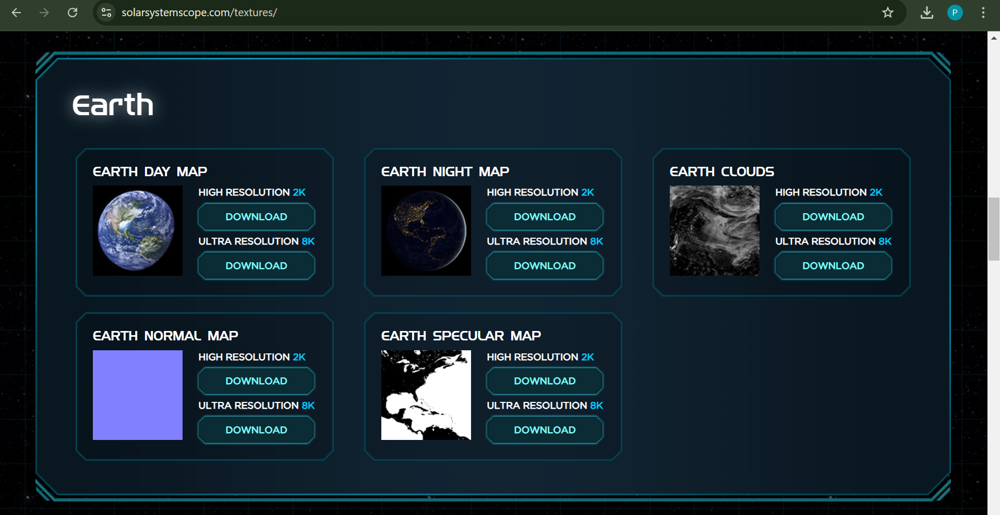 solarsystemscope.com/textures/
P
Earth
EARTH DAY MAP
HIGH RESOLUTION 2K
DOWNLOAD
ULTRA RESOLUTION 8K
DOWNLOAD
EARTH NIGHT MAP
HIGH RESOLUTION 2K
DOWNLOAD
ULTRA RESOLUTION 8K
DOWNLOAD
EARTH CLOUDS
HIGH RESOLUTION 2K
DOWNLOAD
ULTRA RESOLUTION 8K
DOWNLOAD
EARTH NORMAL MAP
HIGH RESOLUTION 2K
DOWNLOAD
ULTRA RESOLUTION 8K
DOWNLOAD
EARTH SPECULAR MAP
HIGH RESOLUTION 2K
DOWNLOAD
ULTRA RESOLUTION 8K
DOWNLOAD